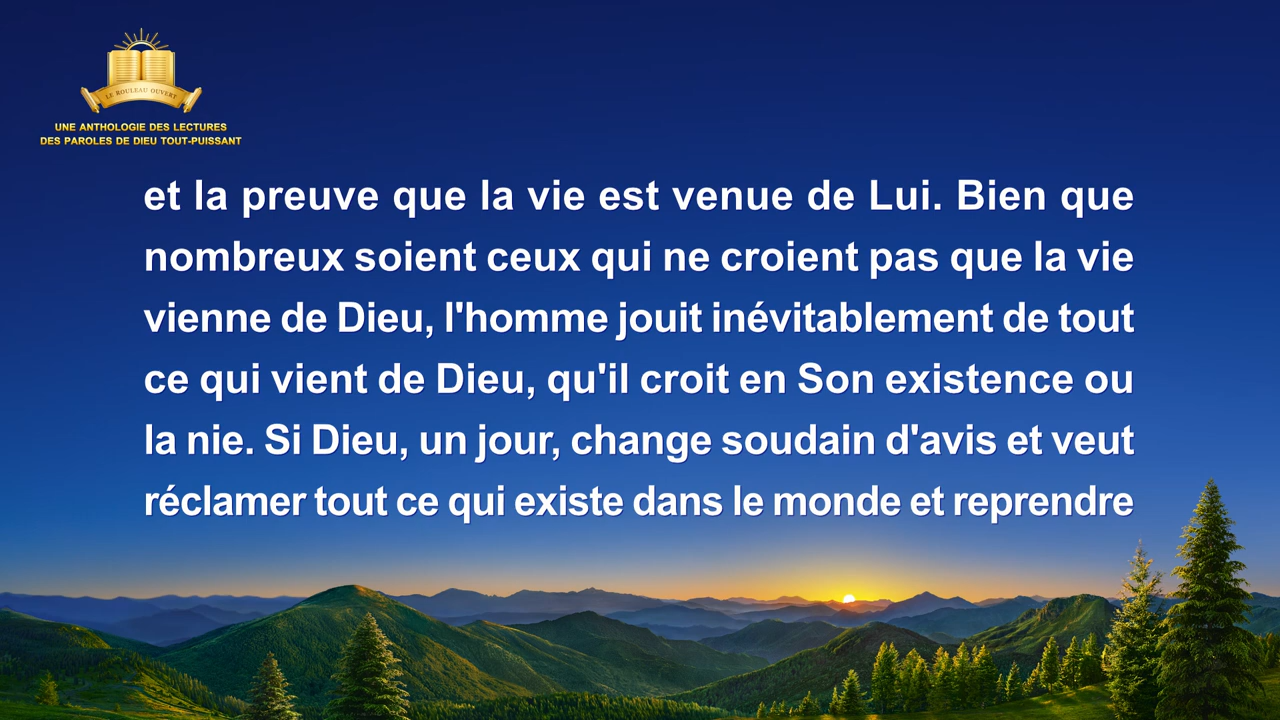 LE ROULEAU OUVERT
UNE ANTHOLOGIE DES LECTURES
DES PAROLES DE DIEU TOUT-PUISSANT
et la preuve que la vie est venue de Lui. Bien que
nombreux soient ceux qui ne croient pas que la vie
vienne de Dieu, l'homme jouit inévitablement de tout
ce qui vient de Dieu, qu'il croit en Son existence ou
la nie. Si Dieu, un jour, change soudain d'avis et veut
réclamer tout ce qui existe dans le monde et reprendre